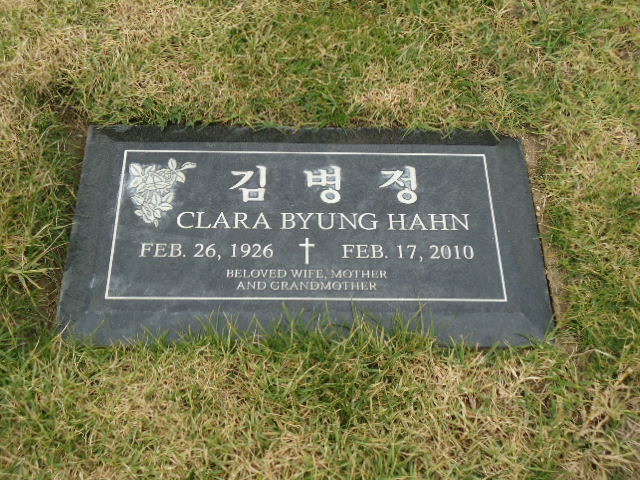 김 병 정
CLARA BYUNG HAHN
FEB. 26, 1926 FEB. 17, 2010
BELOVED WIFE, MOTHER
AND GRANDMOTHER